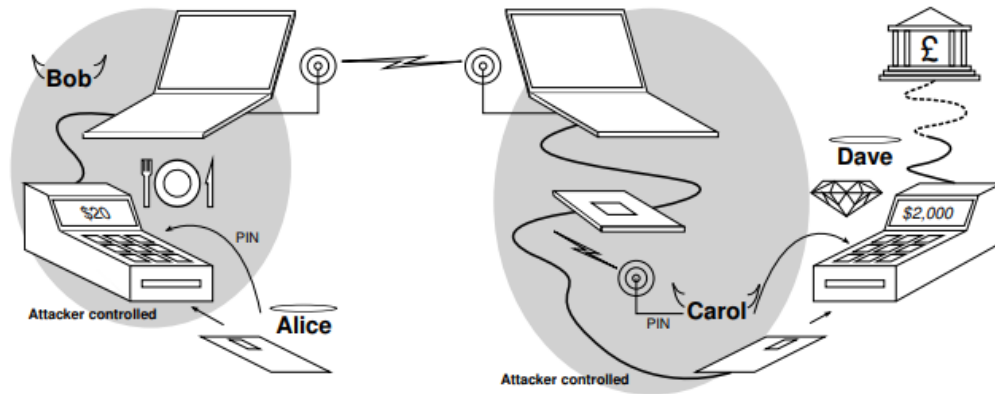 Bob
£
Dave
$20
$2,000
PIN
Attacker controlled
Alice
PIN
Carol
Attacker controlled